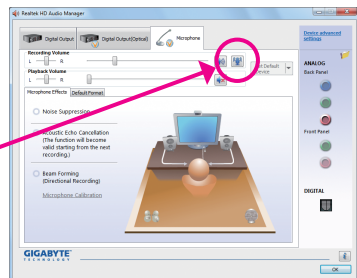 Realtek HD Audio Manager
Digital Output
Digital Output(Optical)
Microphone
Device advanced
settings
Recording Volume
L
R
Default
Device
Playback Volume
L
R
ANALOG
Back Panel
Microphone Effects
Default Format
Noise Suppression
Acoustic Echo Cancellation
(The function will become
valid starting from the next
recording.)
Front Panel
Beam Forming
(Directional Recording)
Microphone Calibration
DIGITAL
GIGABYTE
TECHNOLOGY
OK